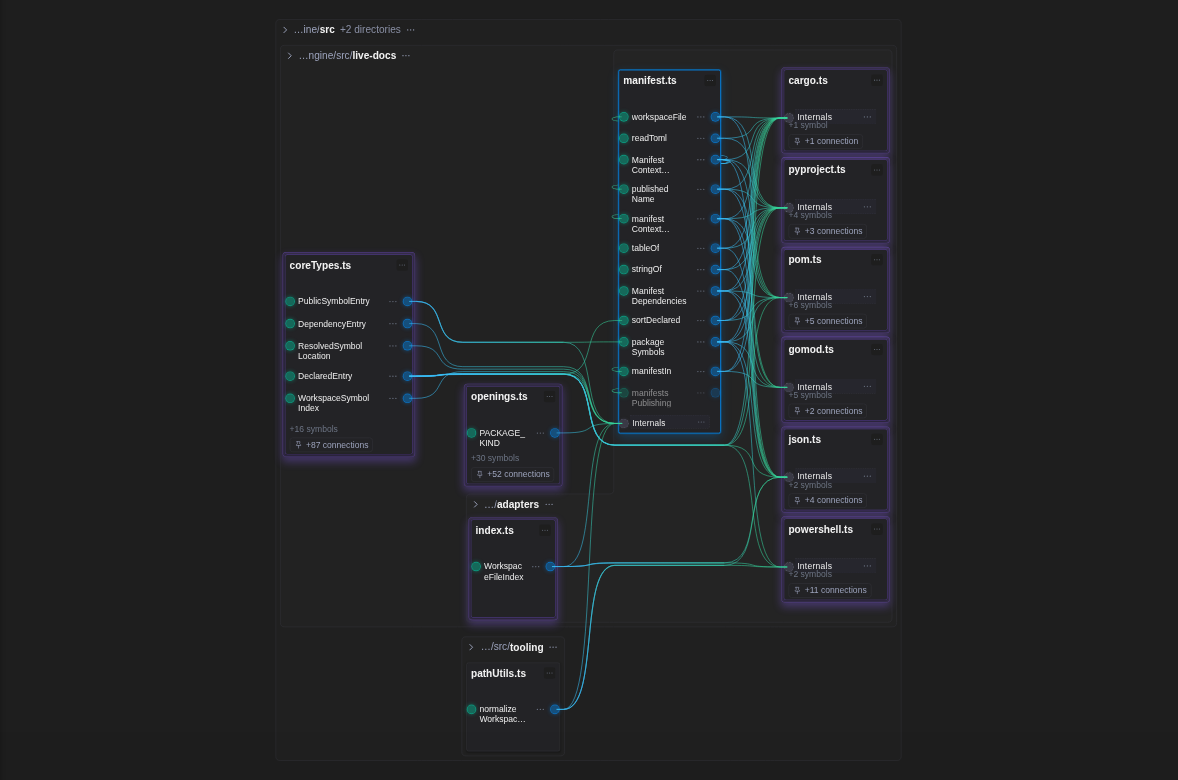 …ine/src +2 directories ···
…ngine/src/live-docs ···
manifest.ts
workspaceFile
readToml
Manifest
Context…
published
Name
manifest
Context…
tableOf
stringOf
Manifest
Dependencies
sortDeclared
package
Symbols
manifestIn
manifests
Publishing
Internals
cargo.ts
Internals
+1 symbol
+1 connection
pyproject.ts
Internals
+4 symbols
+3 connections
pom.ts
Internals
+6 symbols
+5 connections
gomod.ts
Internals
+5 symbols
+2 connections
json.ts
Internals
+2 symbols
+4 connections
powershell.ts
Internals
+2 symbols
+11 connections
coreTypes.ts
PublicSymbolEntry
DependencyEntry
ResolvedSymbol
Location
DeclaredEntry
WorkspaceSymbol
Index
+16 symbols
+87 connections
openings.ts
PACKAGE_
KIND
+30 symbols
+52 connections
…/adapters ···
index.ts
Workspac
eFileIndex
…/src/tooling ···
pathUtils.ts
normalize
Workspac…